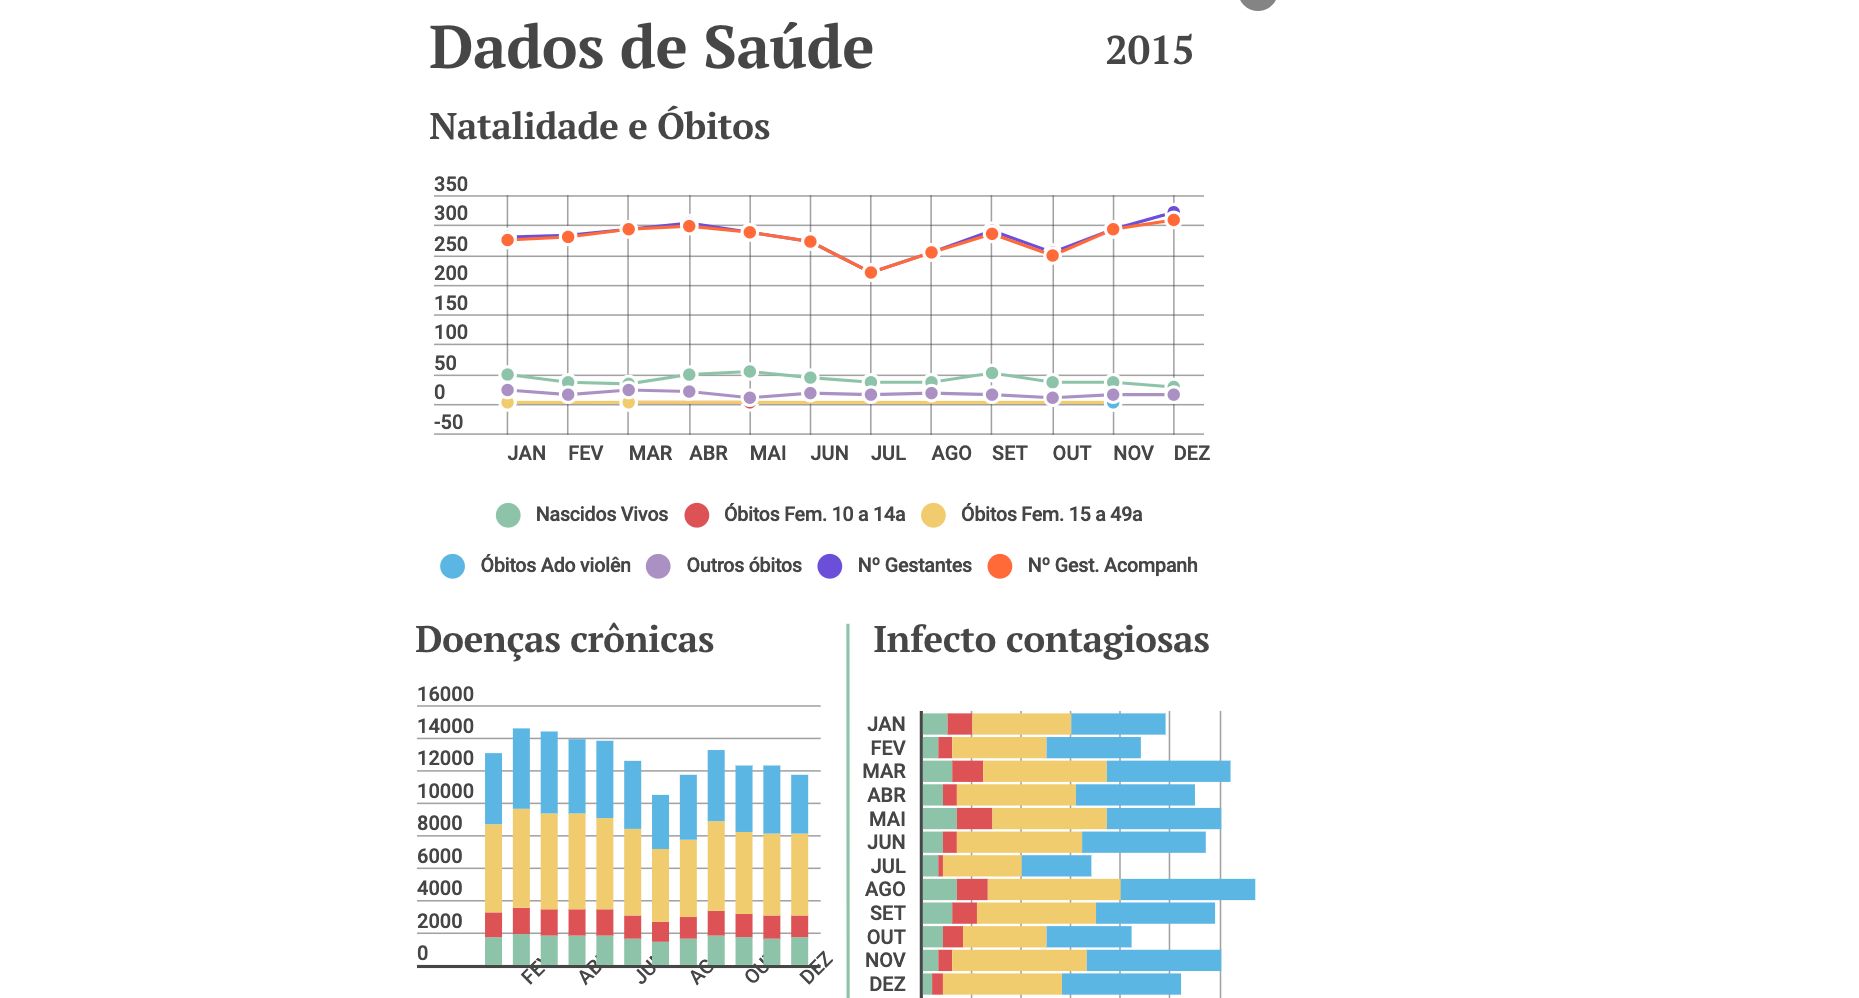 Dados de Saúde
2015
Natalidade e Óbitos
350
300
250
200
150
100
50
0
-50
JAN FEV MAR ABR MAI JUN JUL AGO SET OUT NOV DEZ
Nascidos Vivos Óbitos Fem. 10 a 14a Óbitos Fem. 15 a 49a
Óbitos Ado violên Outros óbitos Nº Gestantes Nº Gest. Acompanh
Doenças crônicas
16000
14000
12000
10000
8000
6000
4000
2000
0
DEZ
Infecto contagiosas
JAN
FEV
MAR
ABR
MAI
JUN
JUL
AGO
SET
OUT
NOV
DEZ